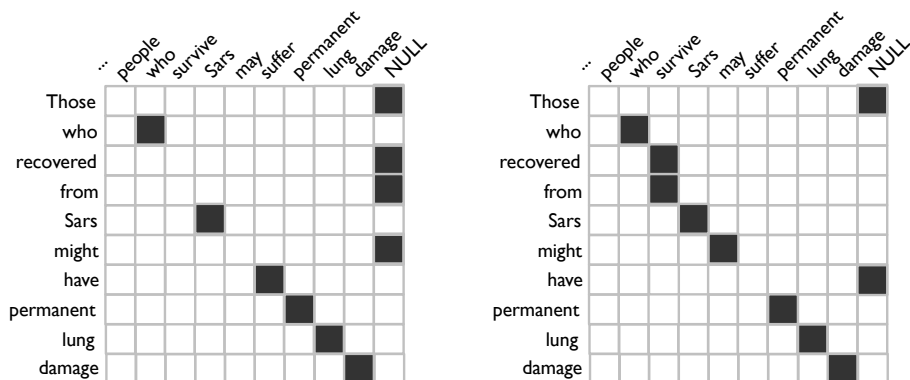 ... people who survive Sars may suffer permanent lung damage NULL
Those
who
recovered
from
Sars
might
have
permanent
lung
damage
... people who survive Sars may suffer permanent lung damage NULL
Those
who
recovered
from
Sars
might
have
permanent
lung
damage